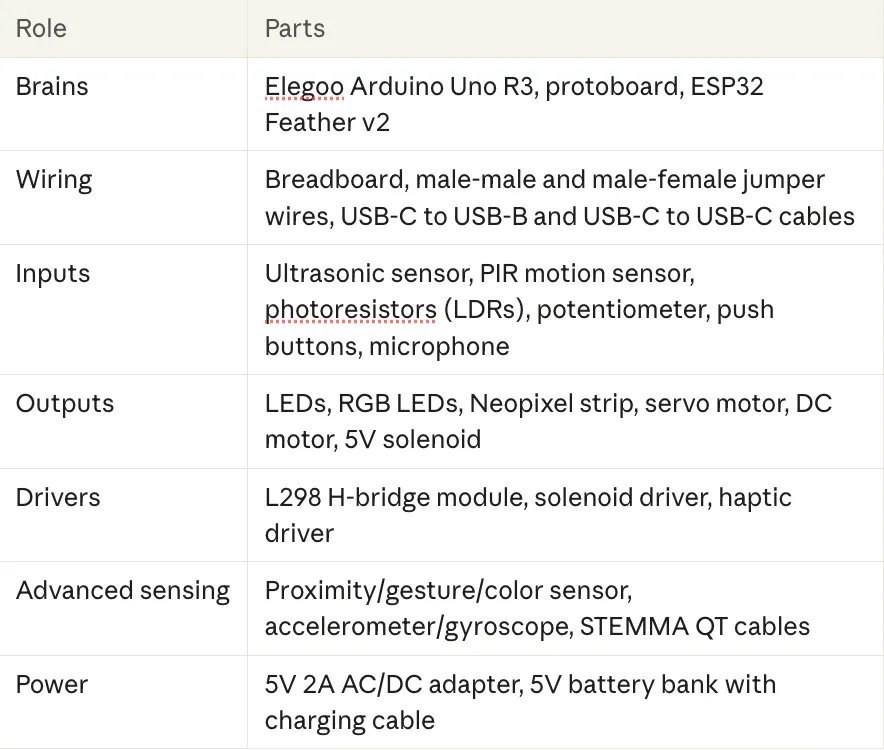 Role
Parts
Brains
Elegoo Arduino Uno R3, protoboard, ESP32
Feather v2
Wiring
Breadboard, male-male and male-female jumper
wires, USB-C to USB-B and USB-C to USB-C cables
Inputs
Ultrasonic sensor, PIR motion sensor,
photoresistors (LDRs), potentiometer, push
buttons, microphone
Outputs
LEDs, RGB LEDs, Neopixel strip, servo motor, DC
motor, 5V solenoid
Drivers
L298 H-bridge module, solenoid driver, haptic
driver
Advanced sensing
Proximity/gesture/color sensor,
accelerometer/gyroscope, STEMMA QT cables
Power
5V 2A AC/DC adapter, 5V battery bank with
charging cable